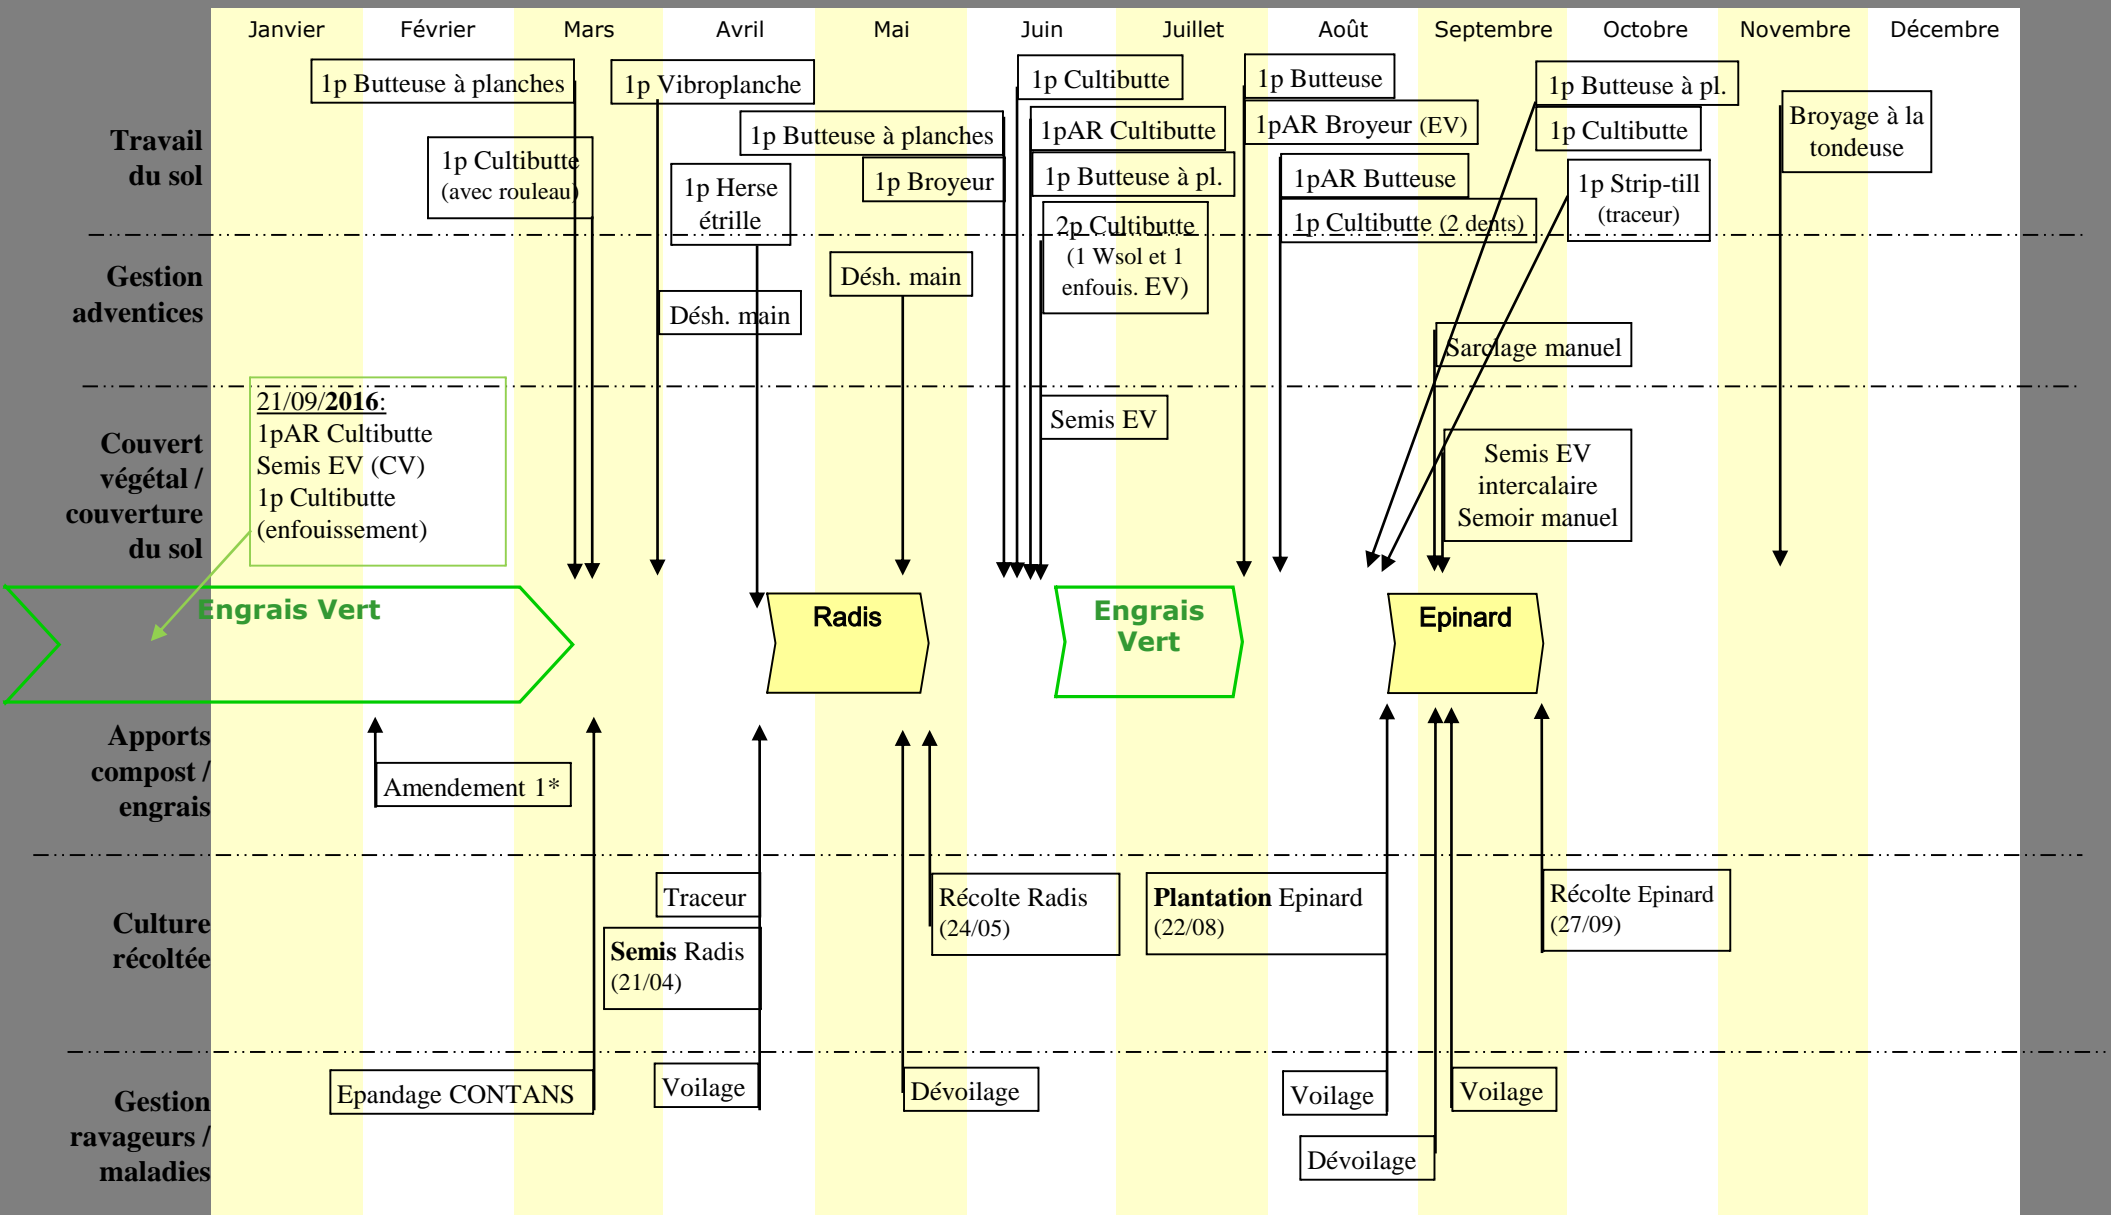 Janvier
Février
Mars
Avril
Mai
Juin
Juillet
Août
Septembre
Octobre
Novembre
Décembre
Travail
du sol
1p Butteuse à planches
1p Cultibutte
(avec rouleau)
1p Vibroplanche
1p Herse
étrille
1p Butteuse à planches
1p Broyeur
1p Cultibutte
1pAR Cultibutte
1p Butteuse à pl.
2p Cultibutte
(1 Wsol et 1
enfouis. EV)
1p Butteuse
1pAR Broyeur (EV)
1pAR Butteuse
1p Cultibutte (2 dents)
1p Butteuse à pl.
1p Cultibutte
1p Strip-till
(traceur)
Broyage à la
tondeuse
Gestion
adventices
Désh. main
Désh. main
Sarclage manuel
Couvert
végétal /
couverture
du sol
21/09/2016:
1pAR Cultibutte
Semis EV (CV)
1p Cultibutte
(enfouissement)
Semis EV
Semis EV
intercalaire
Semoir manuel
Engrais Vert
Radis
Engrais
Vert
Epinard
Apports
compost /
engrais
Amendement 1*
Culture
récoltée
Traceur
Semis Radis
(21/04)
Récolte Radis
(24/05)
Plantation Epinard
(22/08)
Récolte Epinard
(27/09)
Gestion
ravageurs /
maladies
Epandage CONTANS
Voilage
Dévoilage
Voilage
Dévoilage
Voilage